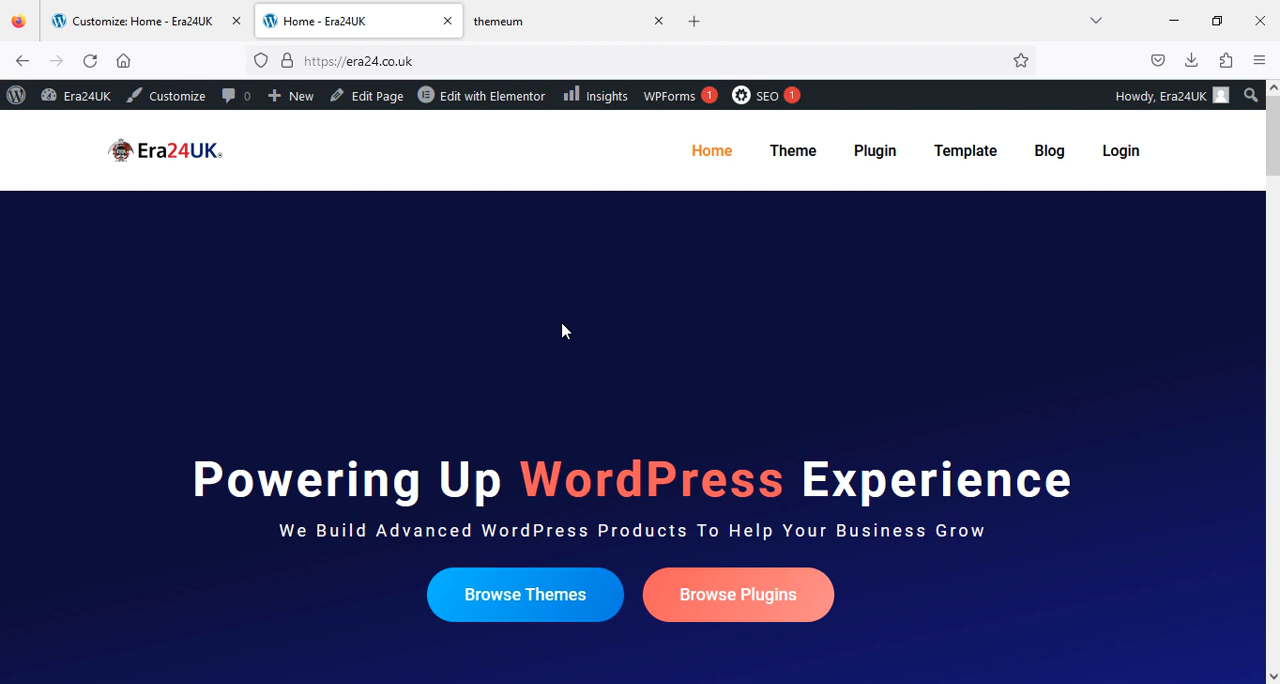 Customize: Home - Era24UK
Home - Era24UK
themeum
https://era24.co.uk
Era24UK
Customize
0
New
Edit Page
Edit with Elementor
Insights
WPForms 1
SEO 1
Howdy, Era24UK
Era24UK
Home
Theme
Plugin
Template
Blog
Login
Powering Up WordPress Experience
We Build Advanced WordPress Products To Help Your Business Grow
Browse Themes
Browse Plugins